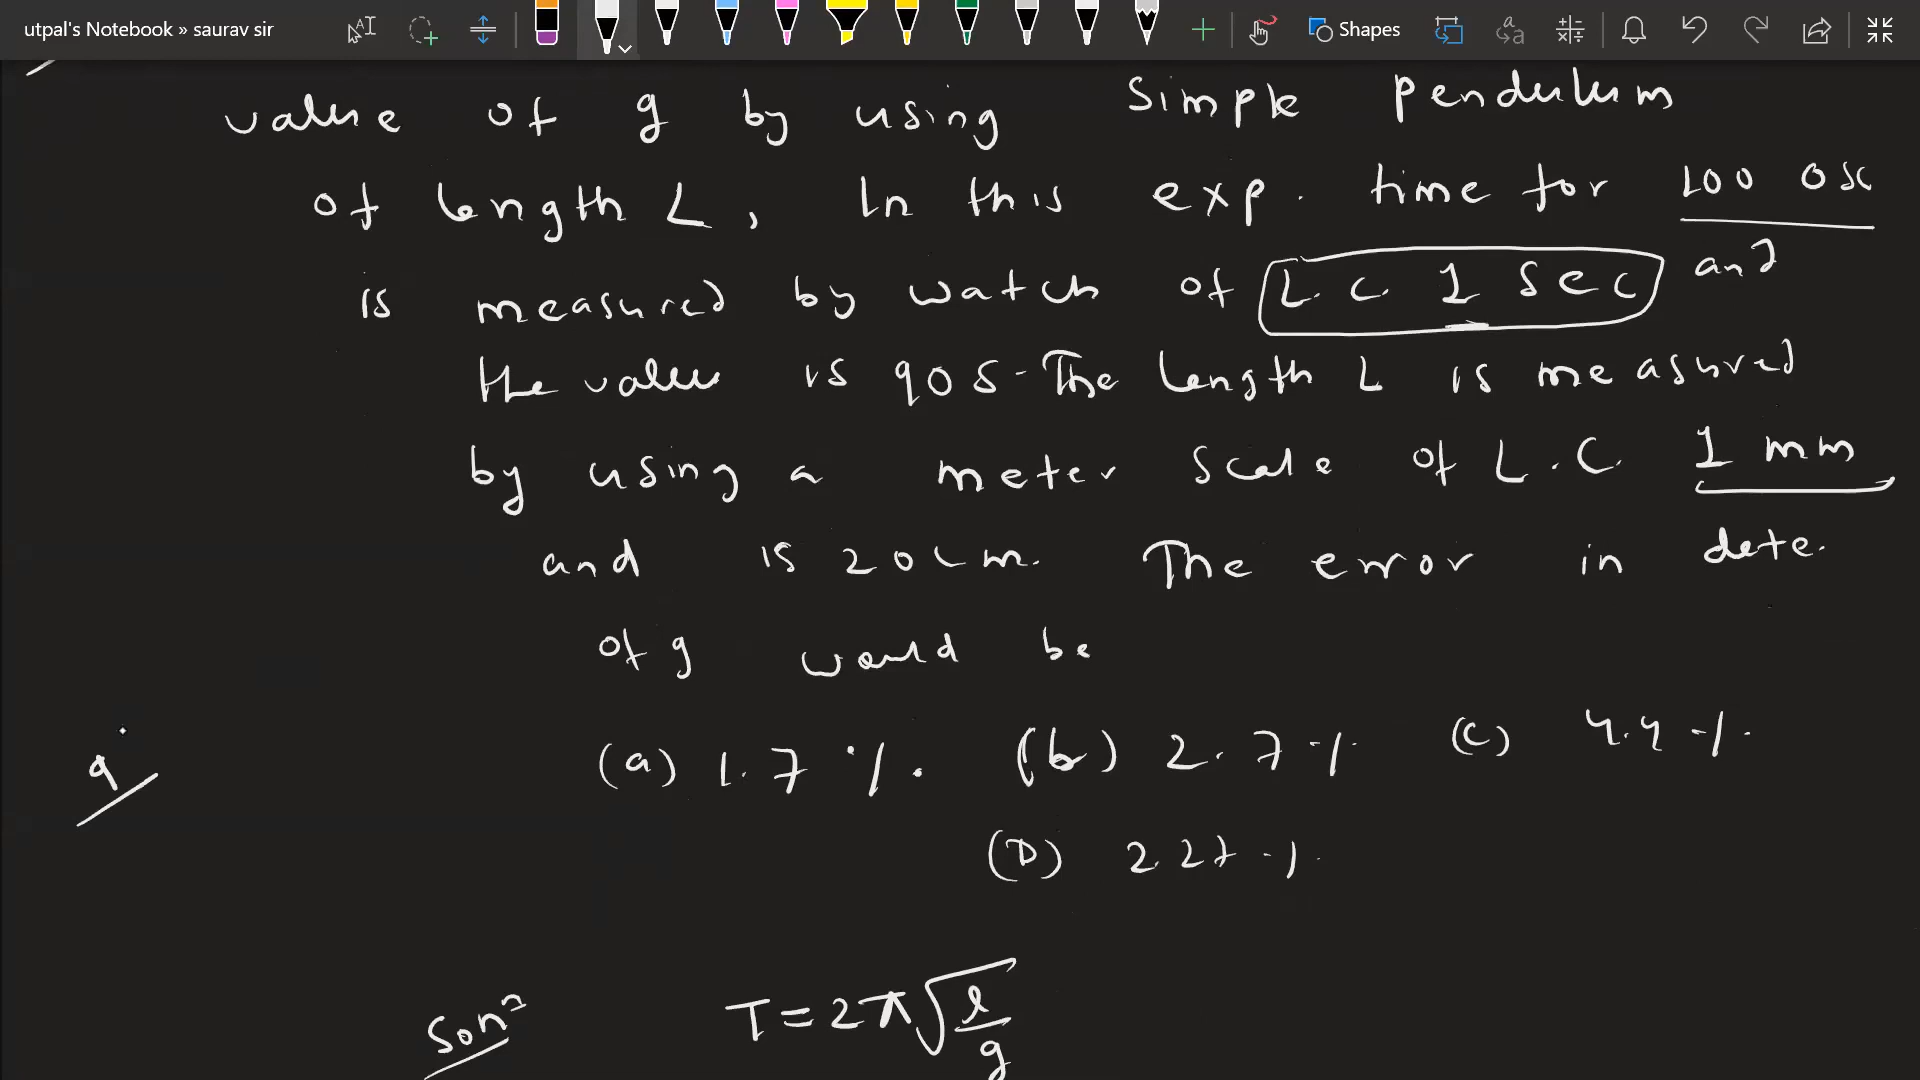 utpal's Notebook » saurav sir
Shapes
value of g by using Simple pendulum
of length L, In this exp. time for 100 osc
is measured by watch of L.C. 1 Sec and
the value is 90 s. The length L is measured
by using a meter Scale of L.C. 1 mm
and is 20 cm. The error in dete.
of g would be
(a) 1.7 %. (b) 2.7 % (C) 4.4 %.
(D) 2.27 %.
q.
Son²
T = 2π√(l/g)